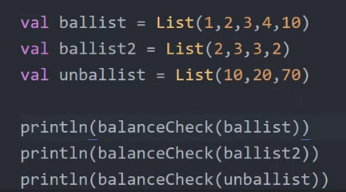 val ballist = List(1,2,3,4,10)
val ballist2 = List(2,3,3,2)
val unballist = List(10,20,70)
println(balanceCheck(ballist))
println(balanceCheck(ballist2))
println(balanceCheck(unballist))